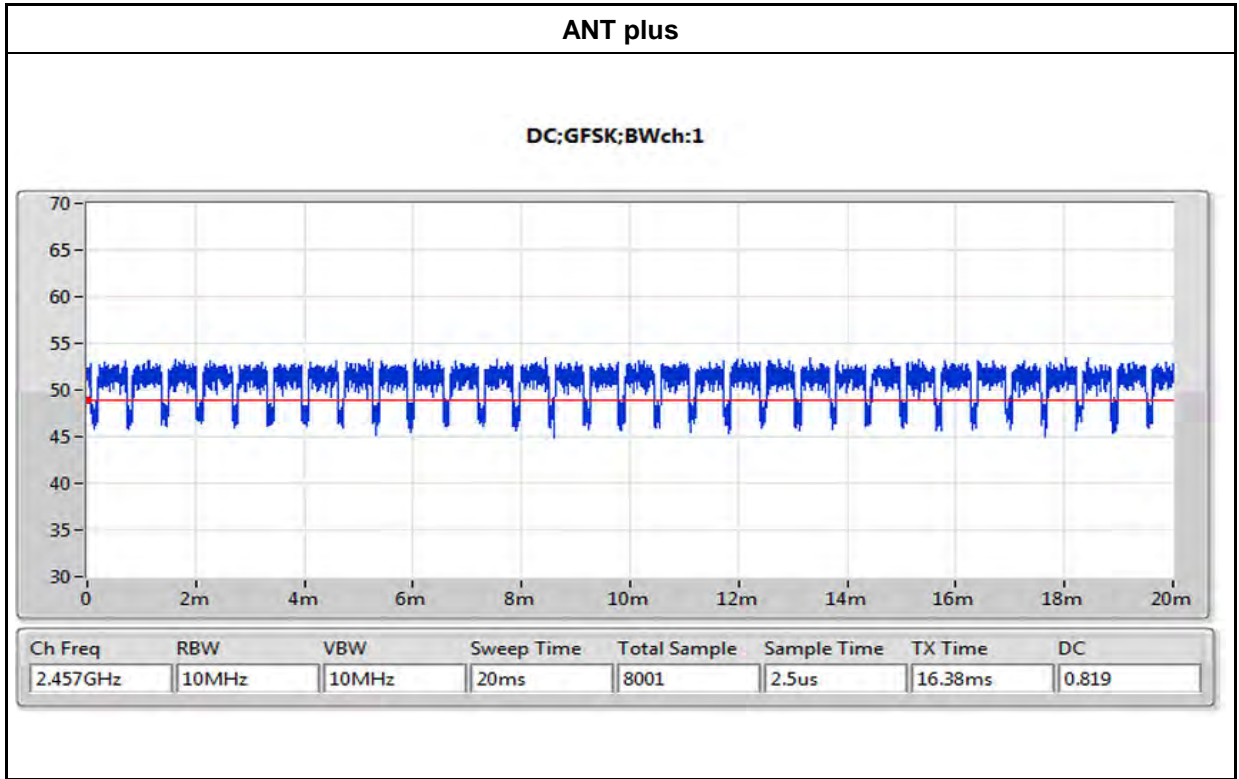 ANT plus
DC;GFSK;BWch:1
70
65
60
55
50
45
40
35
30
0 2m 4m 6m 8m 10m 12m 14m 16m 18m 20m
Ch Freq RBW VBW Sweep Time Total Sample Sample Time TX Time DC
2.457GHz 10MHz 10MHz 20ms 8001 2.5us 16.38ms 0.819